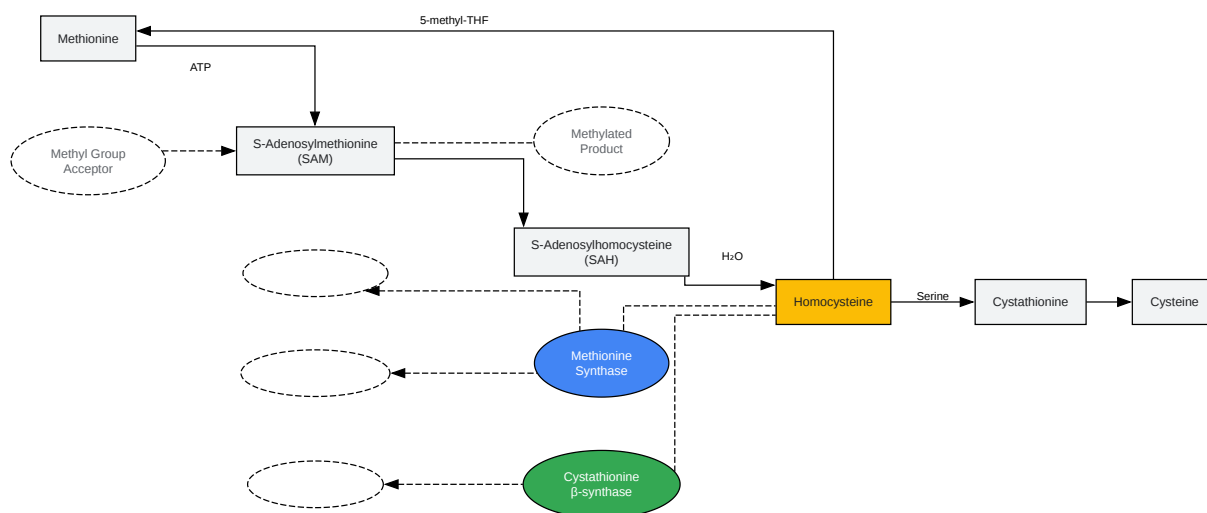 5-methyl-THF
Methionine
ATP
Methyl Group
Acceptor
S-Adenosylmethionine
(SAM)
Methylated
Product
S-Adenosylhomocysteine
(SAH)
H₂O
Homocysteine
Serine
Cystathionine
Cysteine
Methionine
Synthase
Cystathionine
β-synthase